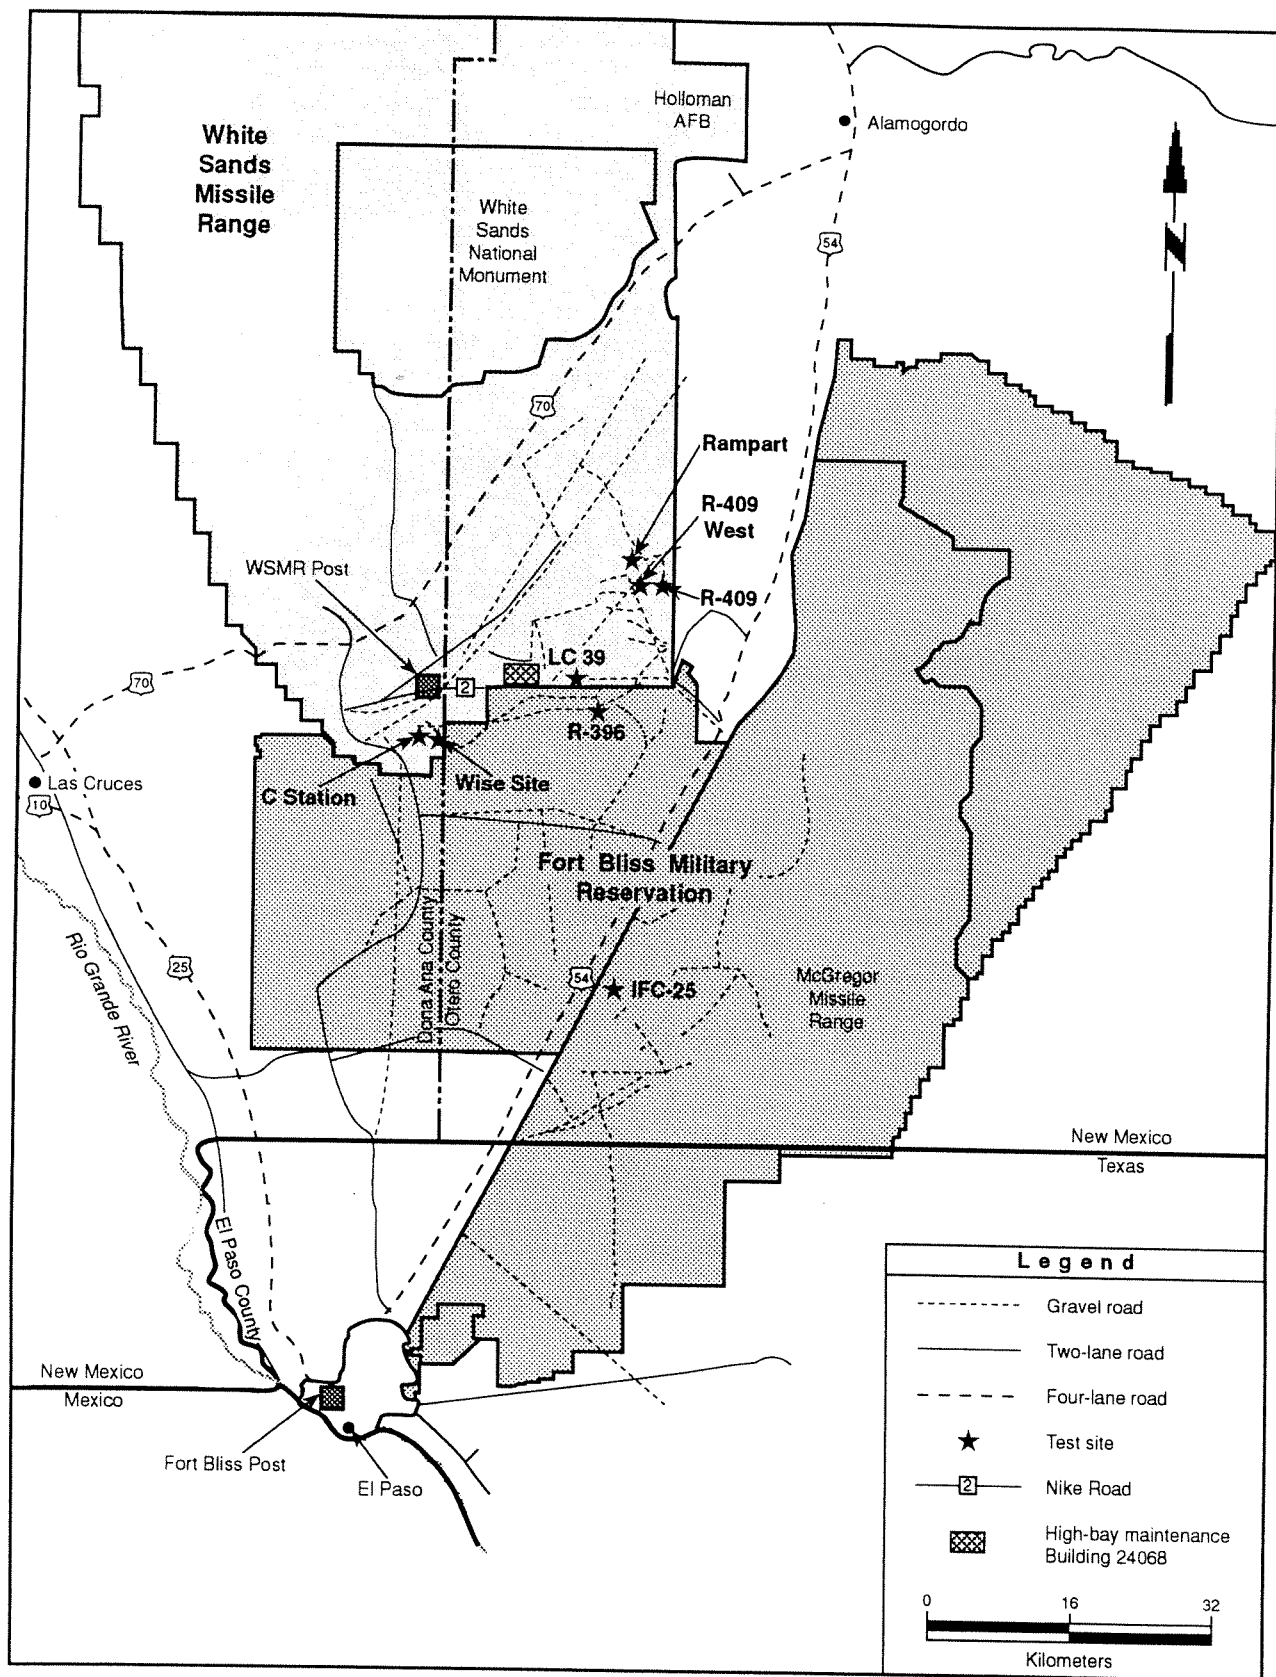 Holloman
AFB
Alamogordo
White
Sands
Missile
Range
White
Sands
National
Monument
54
70
Rampart
R-409
West
R-409
WSMR Post
LC 39
2
70
R-396
Las Cruces
10
C Station
Wise Site
Fort Bliss Military
Reservation
Rio Grande River
25
Dona Ana County
Otero County
54
IFC-25
McGregor
Missile
Range
N
New Mexico
Texas
El Paso County
New Mexico
Mexico
Fort Bliss Post
El Paso
Legend
Gravel road
Two-lane road
Four-lane road
Test site
2
Nike Road
High-bay maintenance
Building 24068
0 16 32
Kilometers